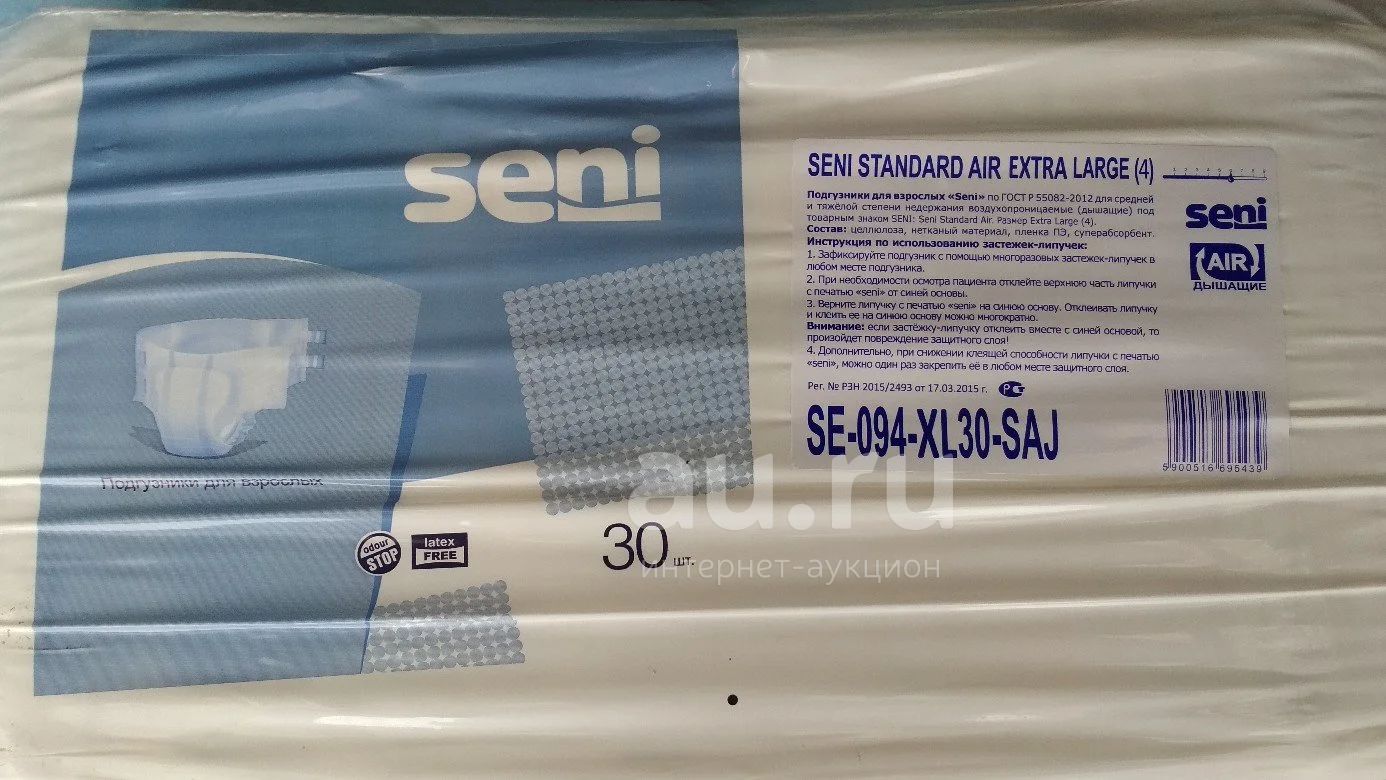 seni
Подгузники для взрослых
odour
STOP
latex
FREE
30 шт.
SENI STANDARD AIR EXTRA LARGE (4)
Подгузники для взрослых «Seni» по ГОСТ Р 55082-2012 для средней
и тяжёлой степени недержания воздухопроницаемые (дышащие) под
товарным знаком SENI: Seni Standard Air. Размер Extra Large (4).
Состав: целлюлоза, нетканый материал, пленка ПЭ, суперабсорбент.
Инструкция по использованию застежек-липучек:
1. Зафиксируйте подгузник с помощью многоразовых застежек-липучек в
любом месте подгузника.
2. При необходимости осмотра пациента отклейте верхнюю часть липучки
с печатью «seni» от синей основы.
3. Верните липучку с печатью «seni» на синюю основу. Отклеивать липучку
и клеить ее на синюю основу можно многократно.
Внимание: если застёжку-липучку отклеить вместе с синей основой, то
произойдет повреждение защитного слоя!
4. Дополнительно, при снижении клеящей способности липучки с печатью
«seni», можно один раз закрепить её в любом месте защитного слоя.
Рег. № РЗН 2015/2493 от 17.03.2015 г.
SE-094-XL30-SAJ
seni
AIR
ДЫШАЩИЕ
5 900516 695439
au.ru
интернет-аукцион